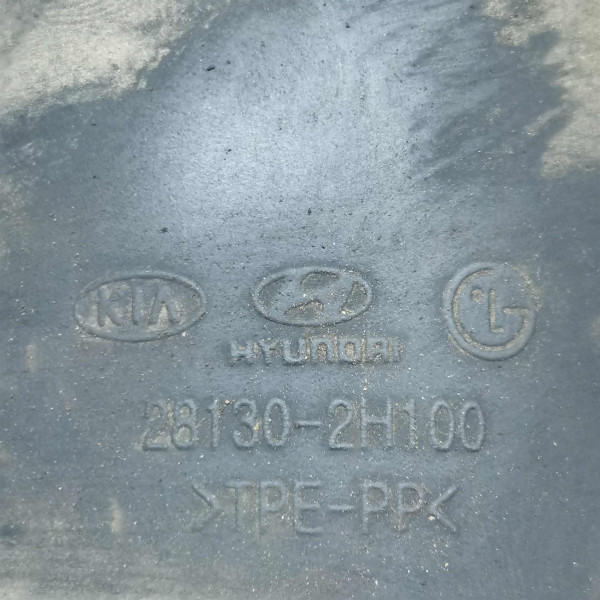 KIA
HYUNDAI
LG
28130-2H100
>TPE-PP<